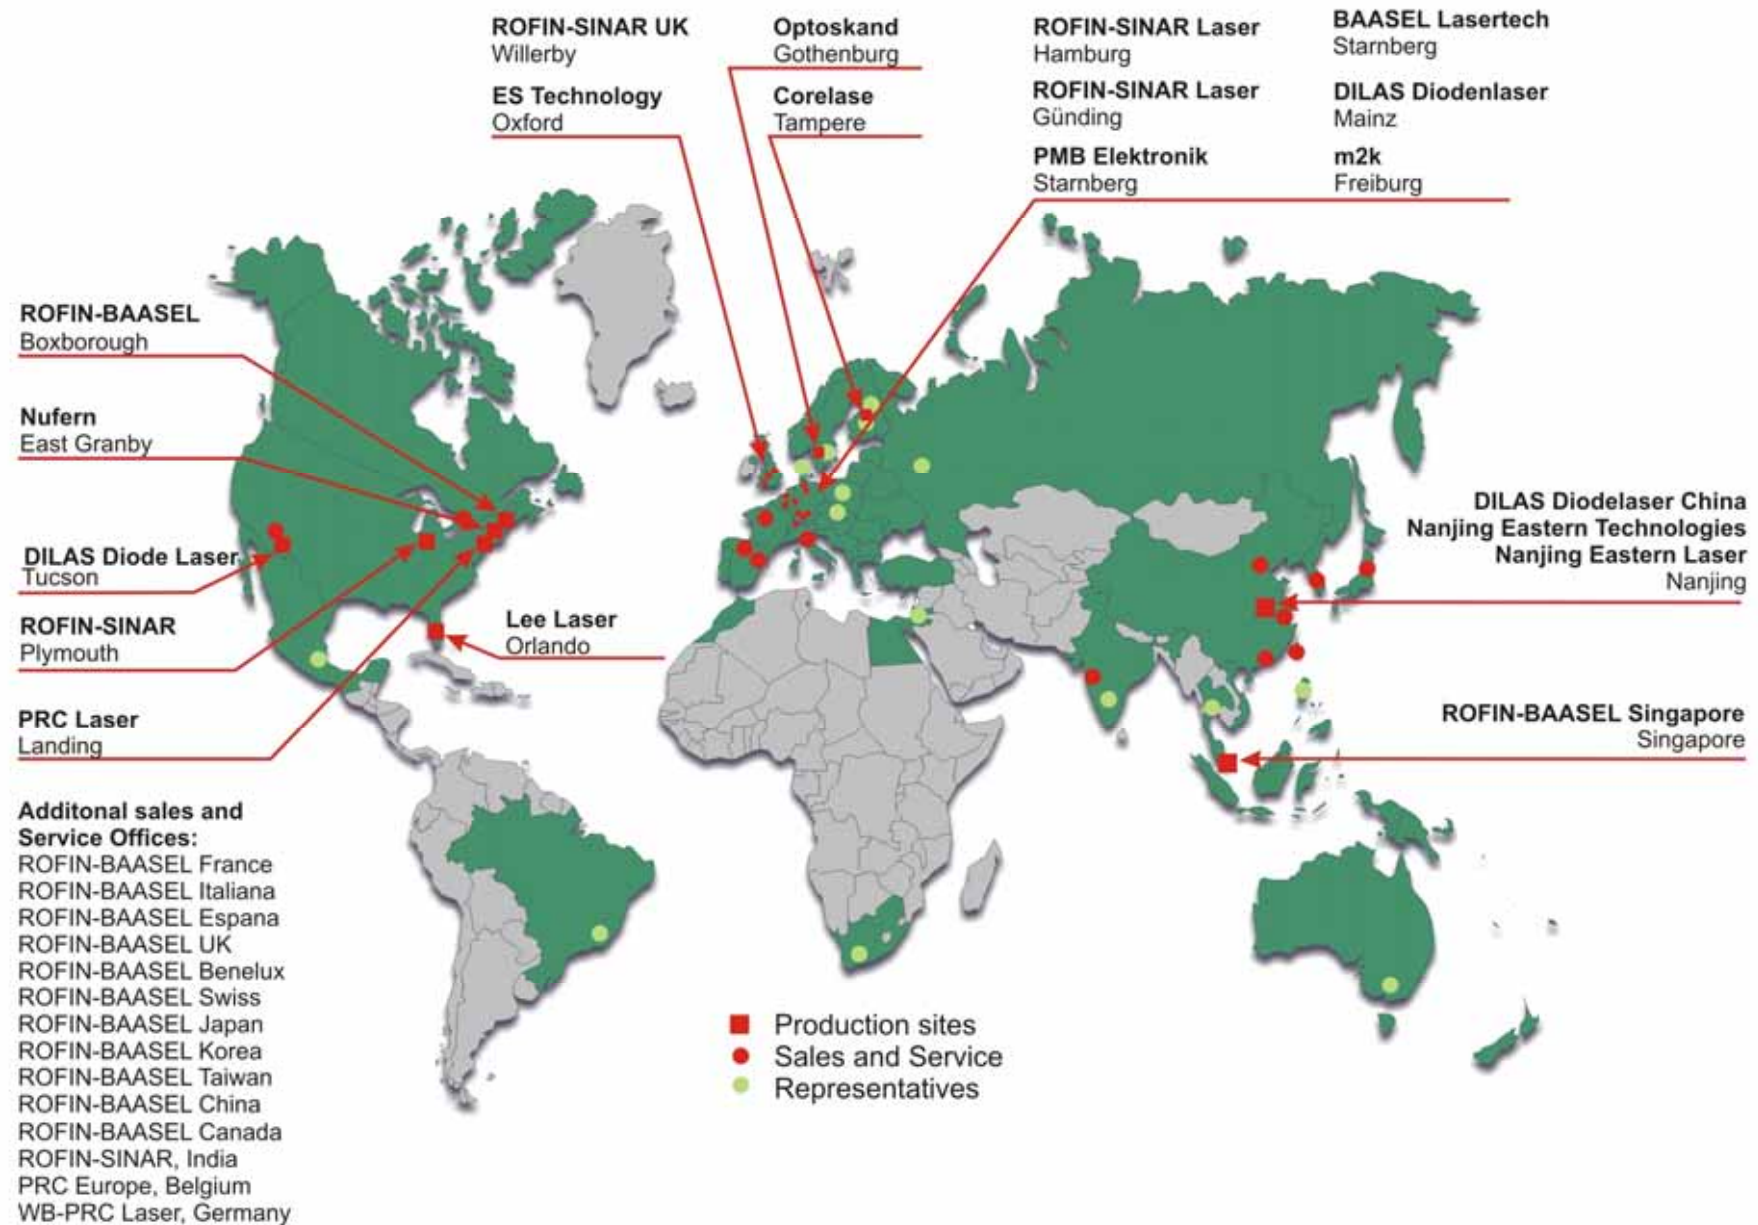 ROFIN-SINAR UK
Willerby
ES Technology
Oxford
Optoskand
Gothenburg
Corelase
Tampere
ROFIN-SINAR Laser
Hamburg
ROFIN-SINAR Laser
Günding
PMB Elektronik
Starnberg
BAASEL Lasertech
Starnberg
DILAS Diodenlaser
Mainz
m2k
Freiburg
ROFIN-BAASEL
Boxborough
Nufern
East Granby
DILAS Diode Laser
Tucson
ROFIN-SINAR
Plymouth
PRC Laser
Landing
Lee Laser
Orlando
DILAS Diodelaser China
Nanjing Eastern Technologies
Nanjing Eastern Laser
Nanjing
ROFIN-BAASEL Singapore
Singapore
Additonal sales and
Service Offices:
ROFIN-BAASEL France
ROFIN-BAASEL Italiana
ROFIN-BAASEL Espana
ROFIN-BAASEL UK
ROFIN-BAASEL Benelux
ROFIN-BAASEL Swiss
ROFIN-BAASEL Japan
ROFIN-BAASEL Korea
ROFIN-BAASEL Taiwan
ROFIN-BAASEL China
ROFIN-BAASEL Canada
ROFIN-SINAR, India
PRC Europe, Belgium
WB-PRC Laser, Germany
Production sites
Sales and Service
Representatives